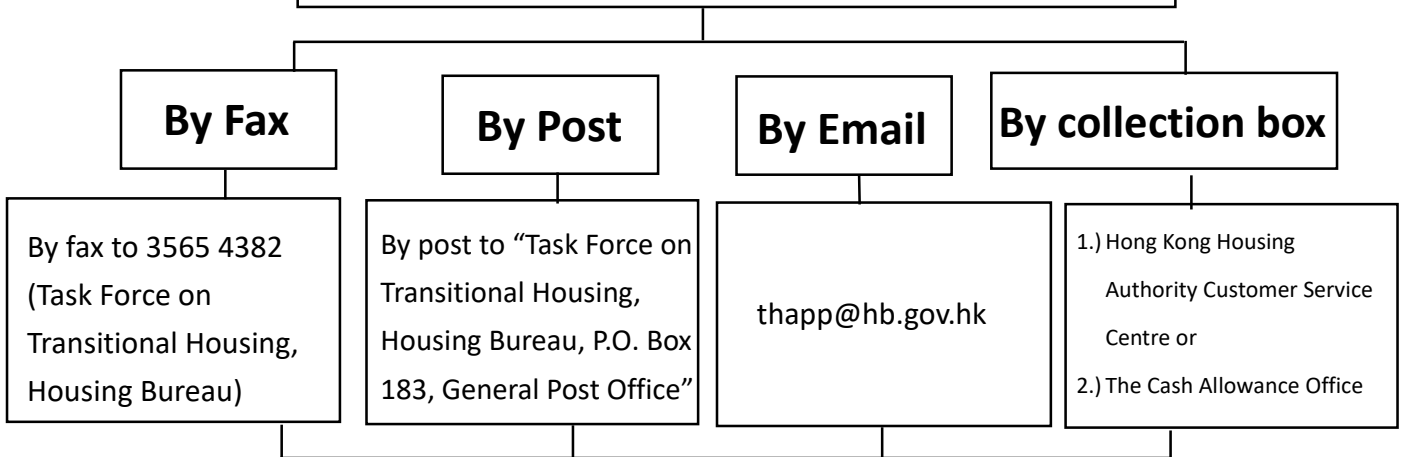 By Fax
By fax to 3565 4382
(Task Force on
Transitional Housing,
Housing Bureau)
By Post
By post to “Task Force on
Transitional Housing,
Housing Bureau, P.O. Box
183, General Post Office”
By Email
thapp@hb.gov.hk
By collection box
1.) Hong Kong Housing
Authority Customer Service
Centre or
2.) The Cash Allowance Office